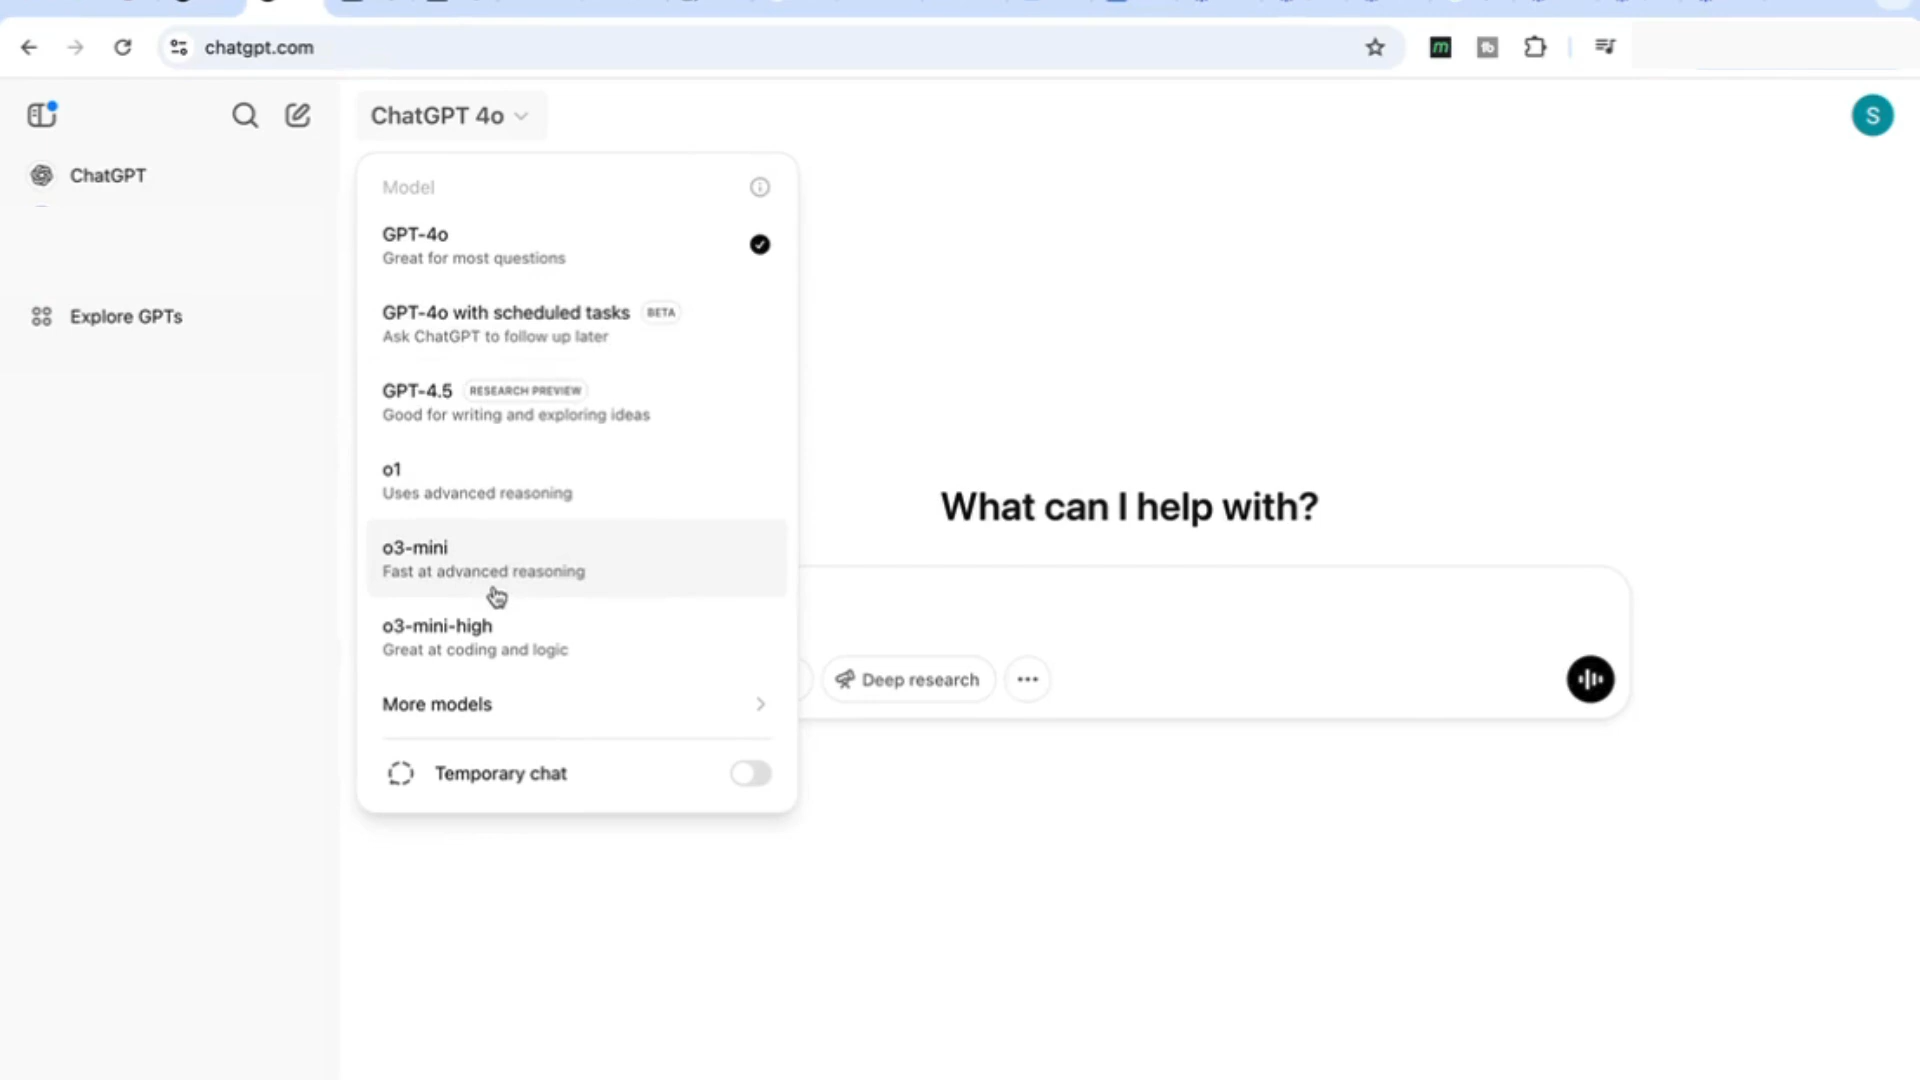 chatgpt.com
ChatGPT
Explore GPTs
ChatGPT 4o
S
Model
GPT-4o
Great for most questions
GPT-4o with scheduled tasks BETA
Ask ChatGPT to follow up later
GPT-4.5 RESEARCH PREVIEW
Good for writing and exploring ideas
o1
Uses advanced reasoning
o3-mini
Fast at advanced reasoning
o3-mini-high
Great at coding and logic
More models
Temporary chat
What can I help with?
Deep research